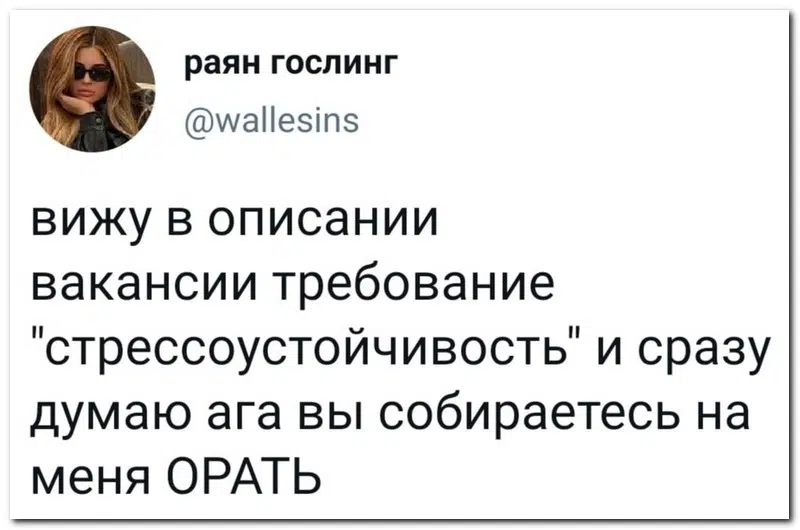 раян гослинг
@wallesins
вижу в описании
вакансии требование
"стрессоустойчивость" и сразу
думаю ага вы собираетесь на
меня ОРАТЬ